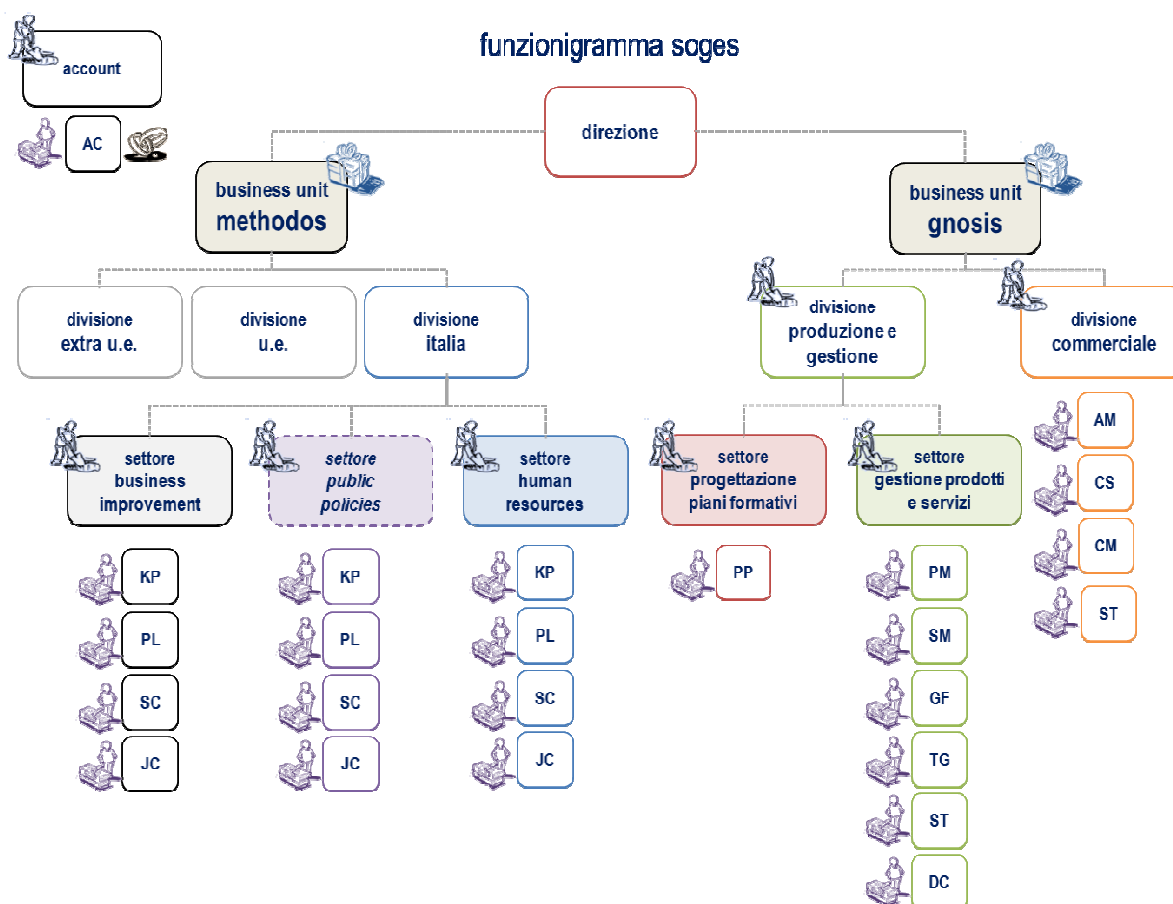 funzionigramma soges
account
AC
direzione
business unit
methodos
business unit
gnosis
divisione
extra u.e.
divisione
u.e.
divisione
italia
divisione
produzione e
gestione
divisione
commerciale
settore
business
improvement
settore
public
policies
settore
human
resources
settore
progettazione
piani formativi
settore
gestione prodotti
e servizi
KP
PL
SC
JC
KP
PL
SC
JC
KP
PL
SC
JC
PP
PM
SM
GF
TG
ST
DC
AM
CS
CM
ST